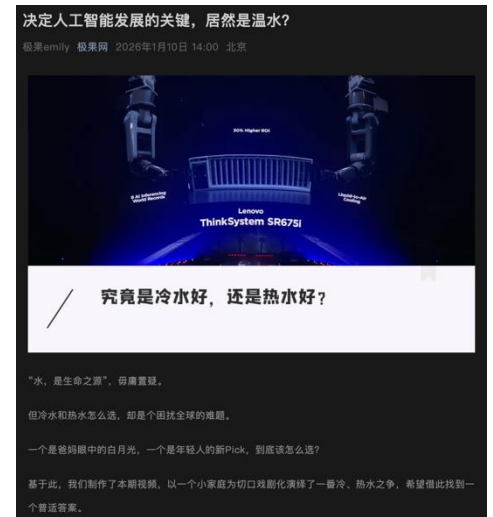 决定人工智能发展的关键，居然是温水？
极果emily 极果网 2026年1月10日 14:00 北京
30% Higher ROI
8 AI Inferencing
World Records
Liquid-to-Air
Cooling
Lenovo
ThinkSystem SR675i
究竟是冷水好，还是热水好？
“水，是生命之源”，毋庸置疑。
但冷水和热水怎么选，却是个困扰全球的难题。
一个是爸妈眼中的白月光，一个是年轻人的新Pick，到底该怎么选？
基于此，我们制作了本期视频，以一个小家庭为切口戏剧化演绎了一番冷、热水之争，希望借此找到一
个普适答案。